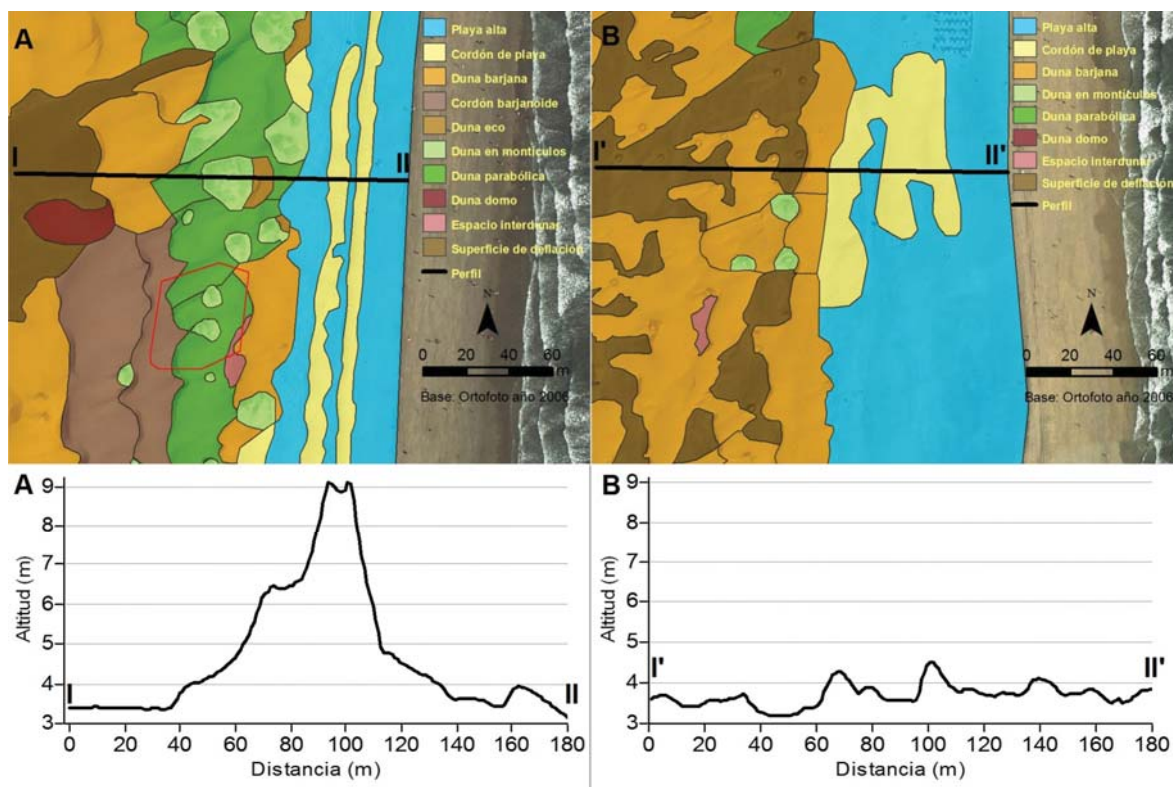 A
Playa alta
Cordón de playa
Duna barjana
Cordón barjanoide
Duna eco
Duna en montículos
Duna parabólica
Duna domo
Espacio interdunar
Superficie de deflación
Perfil
I
II
N
0 20 40 60
m
Base: Ortofoto año 2006
B
Playa alta
Cordón de playa
Duna barjana
Duna en montículos
Duna parabólica
Duna domo
Espacio interdunar
Superficie de deflación
Perfil
I'
II'
N
0 20 40 60
m
Base: Ortofoto año 2006
A
Altitud (m)
9
8
7
6
5
4
3
I
II
0 20 40 60 80 100 120 140 160 180
Distancia (m)
B
Altitud (m)
9
8
7
6
5
4
3
I'
II'
0 20 40 60 80 100 120 140 160 180
Distancia (m)